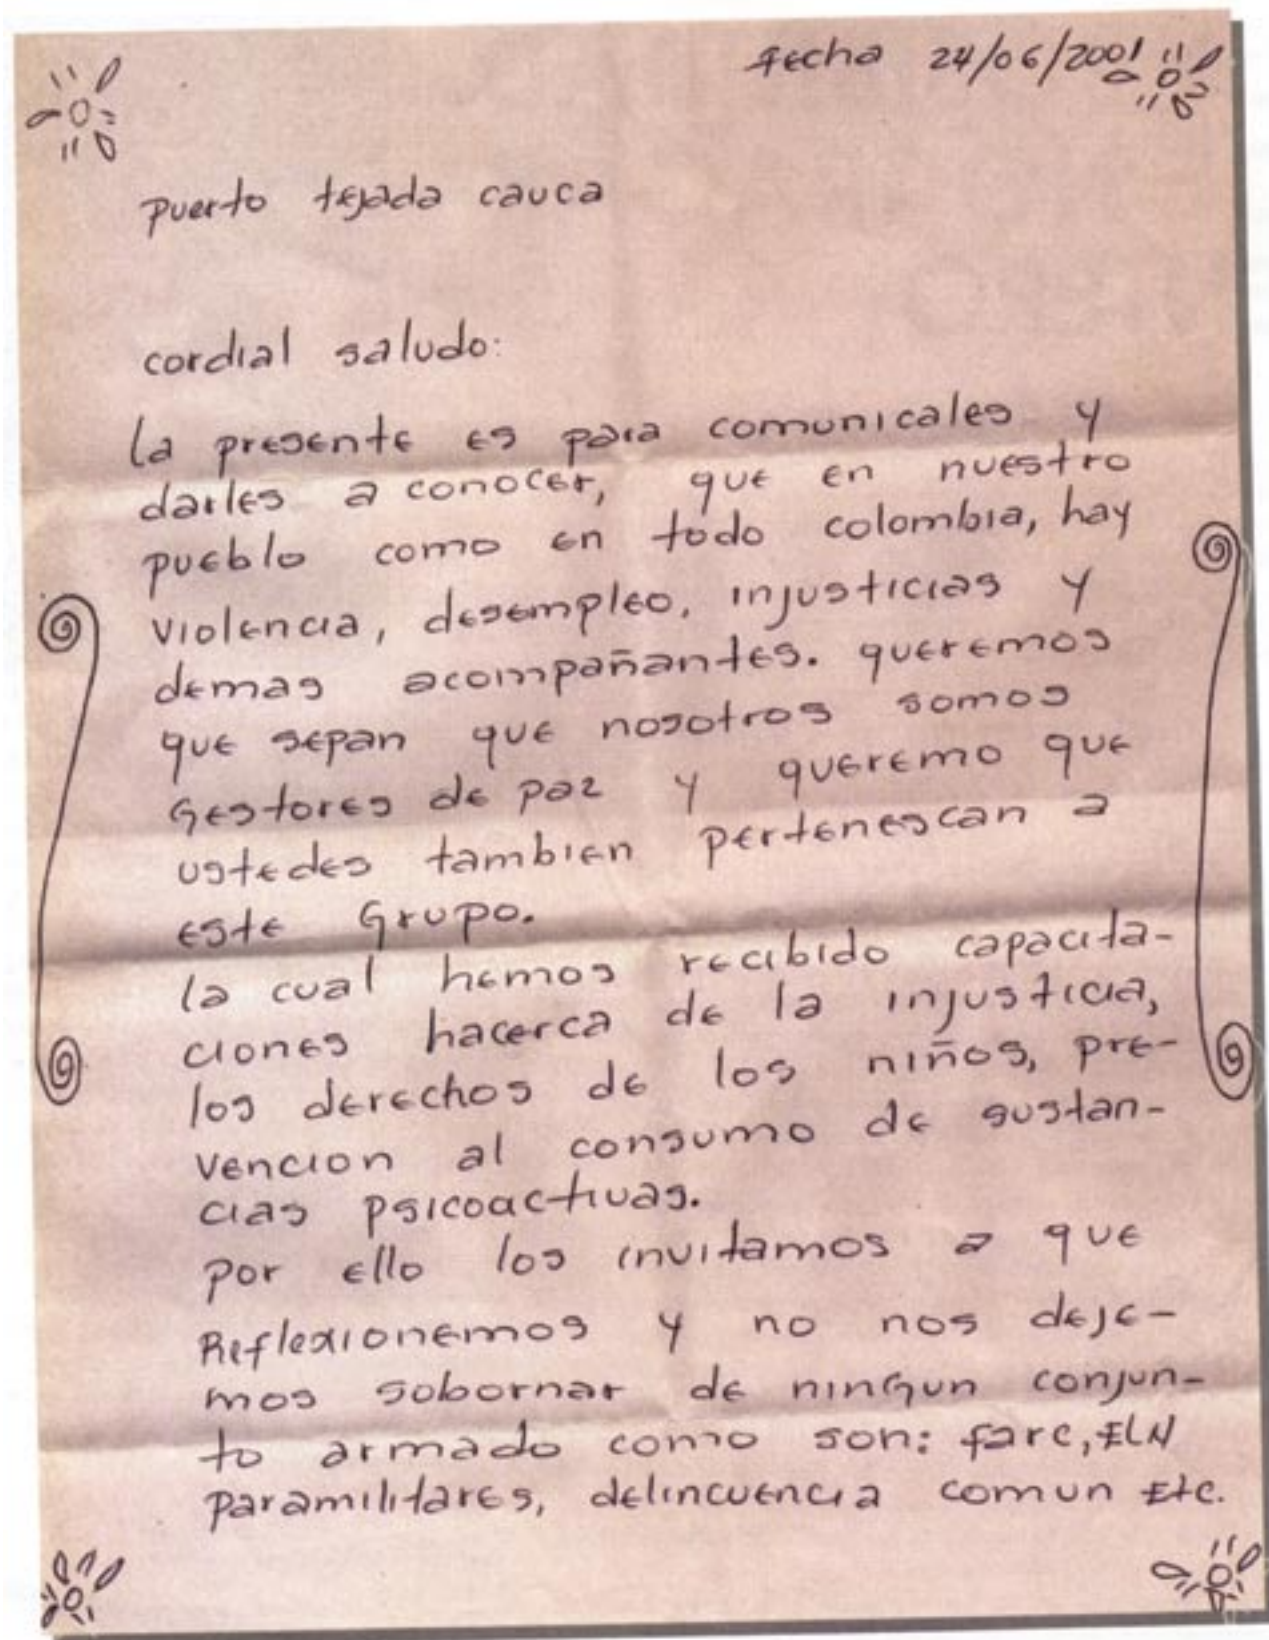 fecha 24/06/2001
puerto tejada cauca
cordial saludo:
la presente es para comunicales y
darles a conocer, que en nuestro
pueblo como en todo colombia, hay
violencia, desempleo, injusticias y
demas acompañantes. queremos
que sepan que nosotros somos
Gestores de paz y queremo que
ustedes tambien pertenescan a
este Grupo.
la cual hemos recibido capacita-
ciones hacerca de la injusticia,
los derechos de los niños, pre-
vencion al consumo de sustan-
cias psicoactivas.
por ello los invitamos a que
Reflexionemos y no nos deje-
mos sobornar de ninGun conjun-
to armado como son: farc, ELN
paramilitares, delincuencia comun Etc.